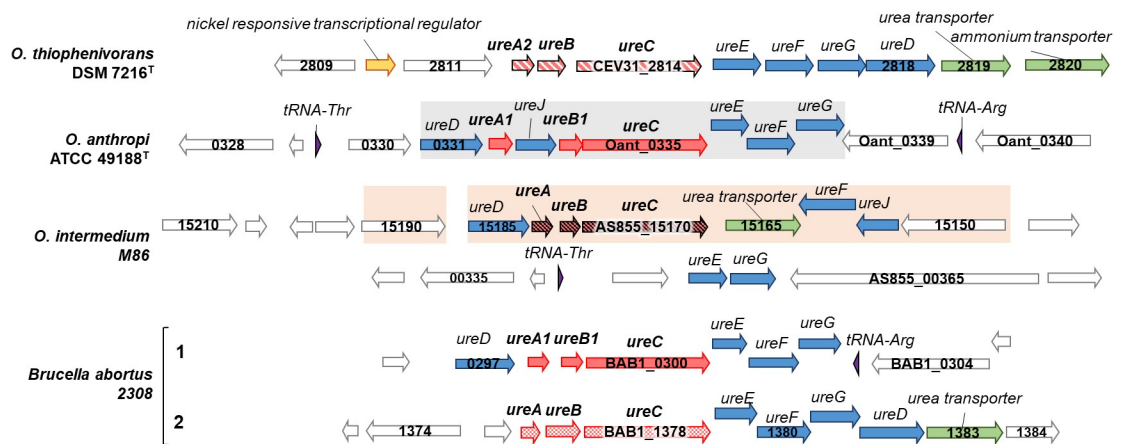 nickel responsive transcriptional regulator
urea transporter
ammonium transporter
O. thiophenivorans
DSM 7216T
ureA2 ureB ureC ureE ureF ureG ureD
2809 2811 CEV31_2814 2818 2819 2820
tRNA-Thr ureJ ureE ureG tRNA-Arg
O. anthropi
ATCC 49188T
ureD ureA1 ureB1 ureC ureF
0328 0330 0331 Oant_0335 Oant_0339 Oant_0340
O. intermedium
M86
ureA ureF
ureD ureB ureC urea transporter ureJ
15210 15190 15185 AS855_15170 15165 15150
tRNA-Thr ureE ureG
00335 AS855_00365
Brucella abortus
2308
1
ureD ureA1 ureB1 ureC ureE ureF ureG tRNA-Arg
0297 BAB1_0300 BAB1_0304
2
ureA ureB ureC ureE ureF ureG ureD urea transporter
1374 BAB1_1378 1380 1383 1384